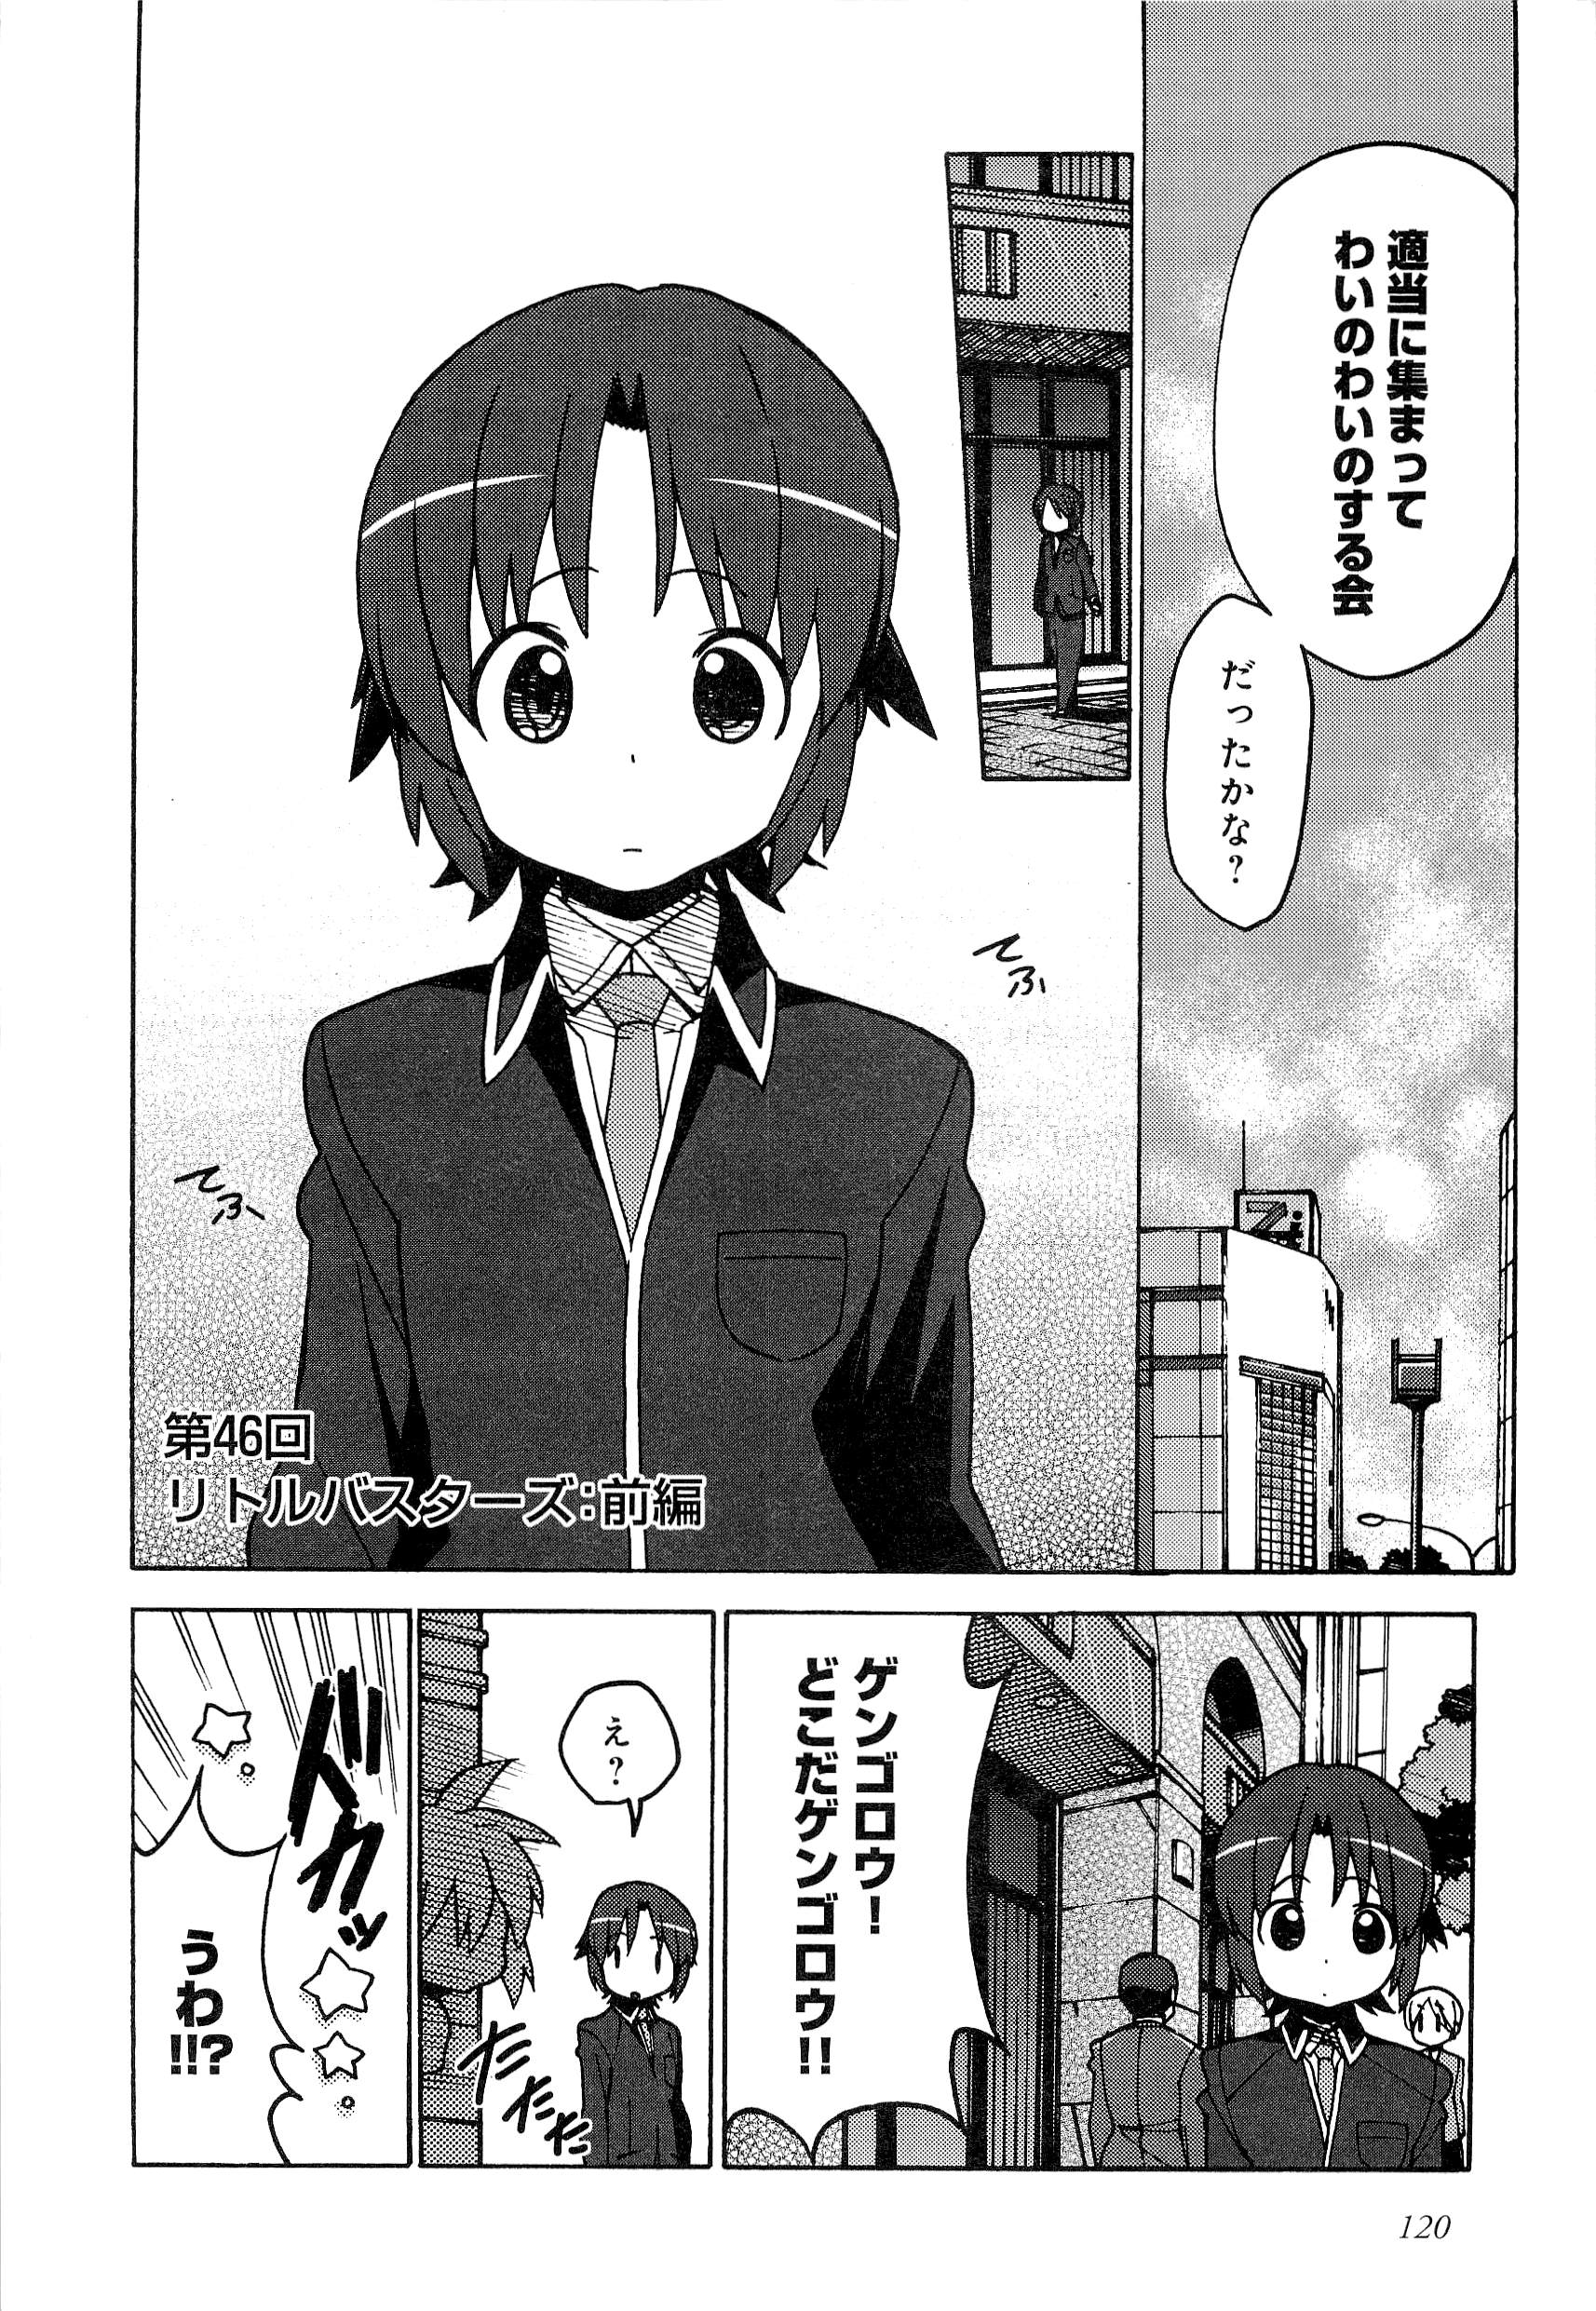 適当に集まって
わいのわいのする会
だったかな?
Zi
てふ
てふ
第46回
リトルバスターズ:前編
ゲンゴロウ!
どこだゲンゴロウ!!
え?
たたた
ドカッ
うわ!!?
120